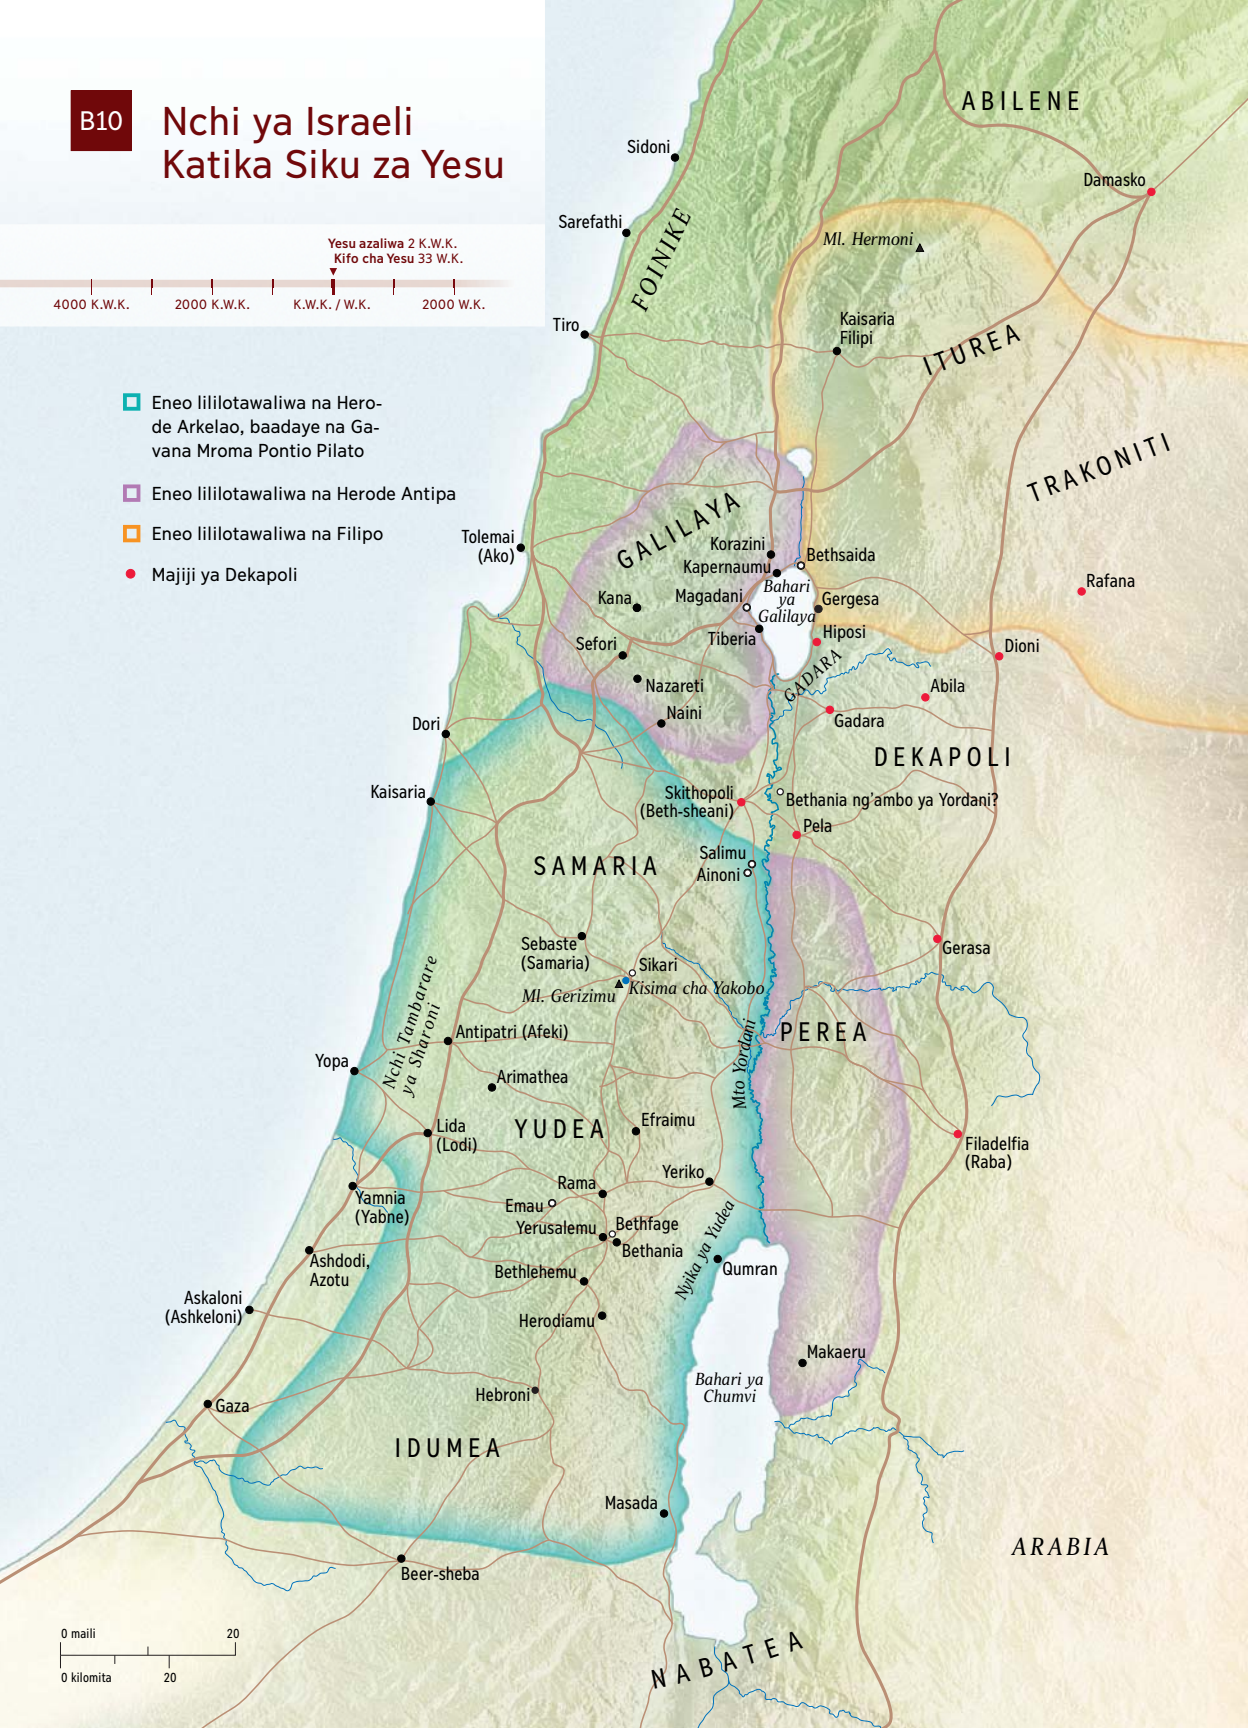 B10
Nchi ya Israeli
Katika Siku za Yesu
Yesu azaliwa 2 K.W.K.
Kifo cha Yesu 33 W.K.
4000 K.W.K.
2000 K.W.K.
K.W.K. / W.K.
2000 W.K.
Eneo lililotawaliwa na Hero-
de Arkelao, baadaye na Ga-
vana Mroma Pontio Pilato
Eneo lililotawaliwa na Herode Antipa
Eneo lililotawaliwa na Filipo
Majiji ya Dekapoli
ABILENE
Sidoni
Damasko
Sarefathi
FOINIKE
Ml. Hermoni
Tiro
Kaisaria
Filipi
ITUREA
TRAKONITI
GALILAYA
Tolemai
(Ako)
Korazini
Bethsaida
Kapernaumu
Rafana
Bahari
ya
Galilaya
Kana
Magadani
Gergesa
Tiberia
Hiposi
Sefori
Dioni
GADARA
Nazareti
Abila
Naini
Gadara
Dori
DEKAPOLI
Kaisaria
Skithopoli
(Beth-sheani)
Bethania ng'ambo ya Yordani?
Pela
Salimu
SAMARIA
Ainoni
Sebaste
(Samaria)
Gerasa
Sikari
Ml. Gerizimu
Kisima cha Yakobo
Nchi Tambarare
ya Sharoni
Antipatri (Afeki)
PEREA
Mto Yordani
Yopa
Arimathea
Lida
(Lodi)
YUDEA
Efraimu
Filadelfia
(Raba)
Yeriko
Rama
Yamnia
(Yabne)
Emau
Yerusalemu
Bethfage
Bethania
Nyika ya Yudea
Ashdodi,
Azotu
Bethlehemu
Qumran
Askaloni
(Ashkeloni)
Herodiamu
Makaeru
Bahari ya
Chumvi
Hebroni
Gaza
IDUMEA
Masada
ARABIA
Beer-sheba
NABATEA
0 maili
20
0 kilomita
20